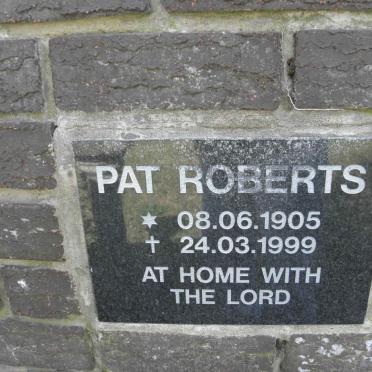 PAT ROBERTS
* 08.06.1905
† 24.03.1999
AT HOME WITH
THE LORD